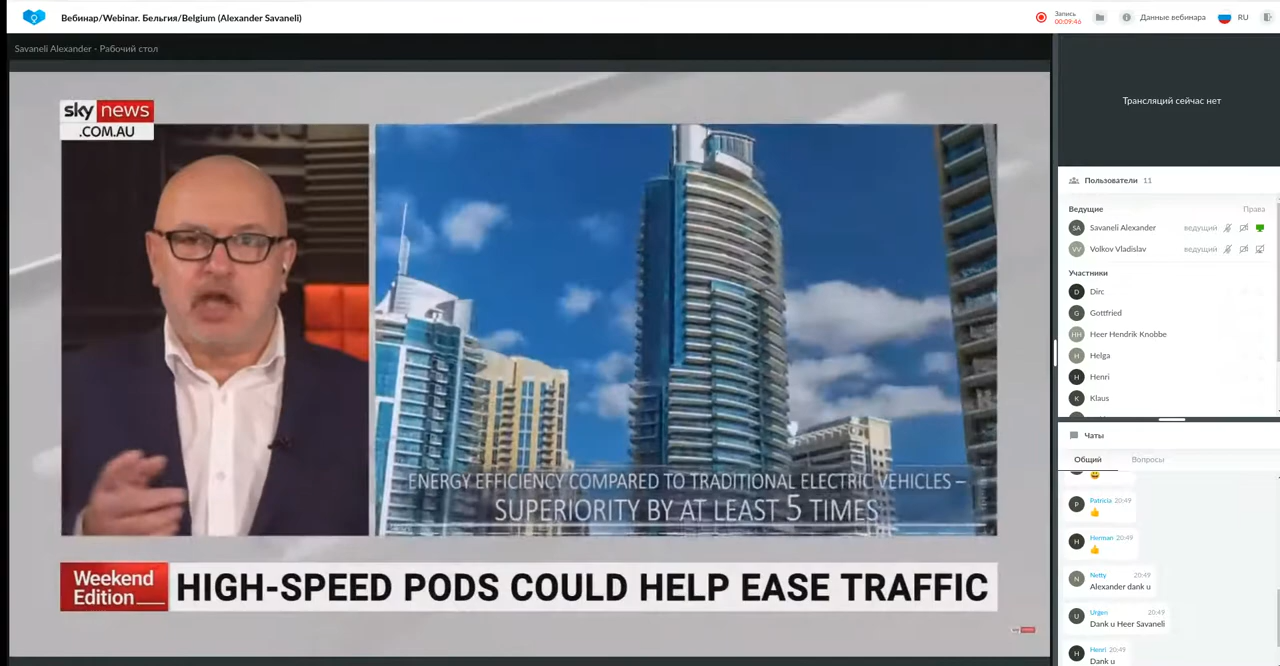 Вебинар/Webinar. Бельгия/Belgium (Alexander Savaneli)
Запись
00:09:46
Данные вебинара
RU
Savaneli Alexander - Рабочий стол
sky news
.COM.AU
ENERGY EFFICIENCY COMPARED TO TRADITIONAL ELECTRIC VEHICLES –
SUPERIORITY BY AT LEAST 5 TIMES
Weekend
Edition
HIGH-SPEED PODS COULD HELP EASE TRAFFIC
Трансляций сейчас нет
Пользователи 11
Ведущие Права
SA Savaneli Alexander ведущий
VV Volkov Vladislav ведущий
Участники
D Dirc
G Gottfried
HH Heer Hendrik Knobbe
H Helga
H Henri
K Klaus
Чаты
Общий Вопросы
P Patricia 20:49
👍
H Herman 20:49
👍
N Netty 20:49
Alexander dank u
U Urgen 20:49
Dank u Heer Savaneli
H Henri 20:49
Dank u